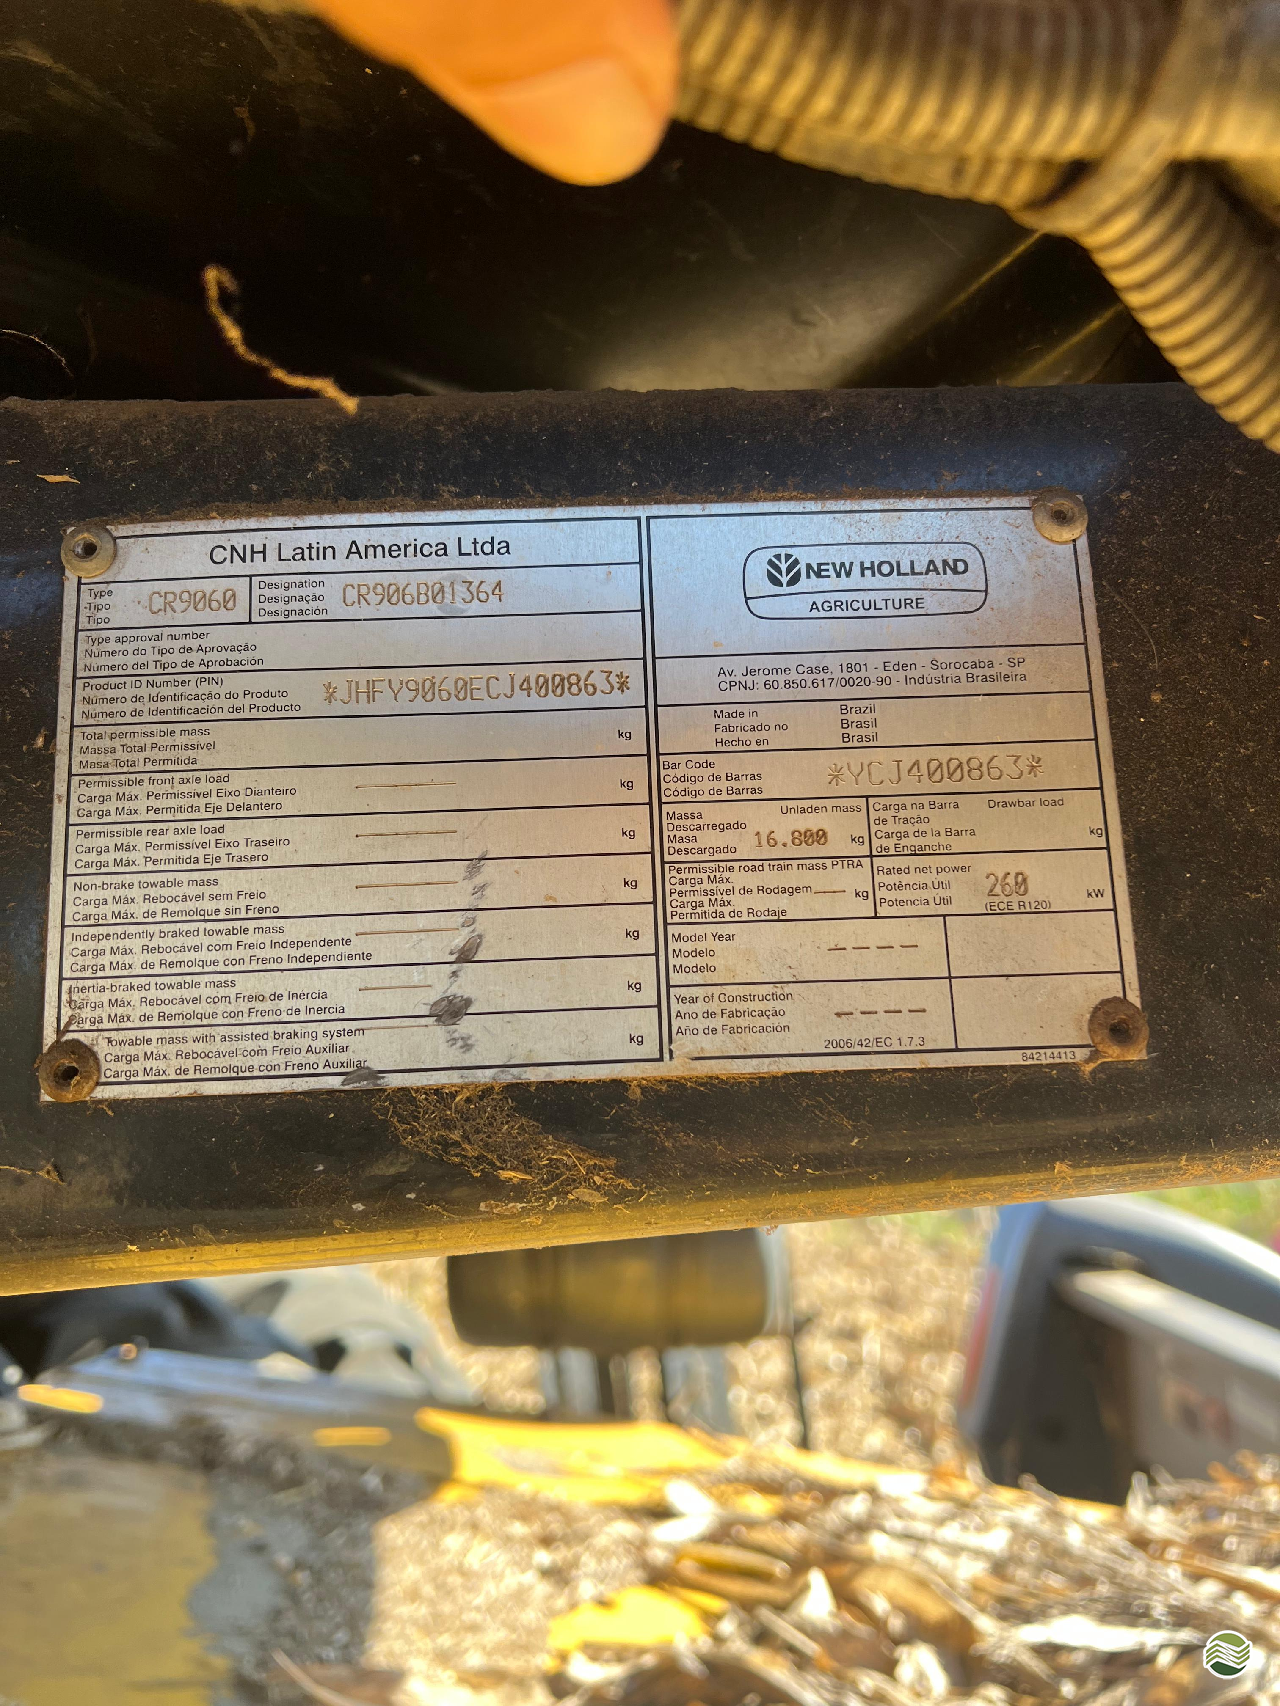 CNH Latin America Ltda
Type
Tipo
Tipo
CR9060
Designation
Designação
Designación
CR906B01364
Type approval number
Número do Tipo de Aprovação
Número del Tipo de Aprobación
Product ID Number (PIN)
Número de Identificação do Produto
Número de Identificación del Producto
*JHFY9060ECJ400863*
Total permissible mass
Massa Total Permissível
Masa Total Permitida
kg
Permissible front axle load
Carga Máx. Permissível Eixo Dianteiro
Carga Máx. Permitida Eje Delantero
kg
Permissible rear axle load
Carga Máx. Permissível Eixo Traseiro
Carga Máx. Permitida Eje Trasero
kg
Non-brake towable mass
Carga Máx. Rebocável sem Freio
Carga Máx. de Remolque sin Freno
kg
Independently braked towable mass
Carga Máx. Rebocável com Freio Independente
Carga Máx. de Remolque con Freno Independiente
kg
Inertia-braked towable mass
Carga Máx. Rebocável com Freio de Inércia
Carga Máx. de Remolque con Freno de Inercia
kg
Towable mass with assisted braking system
Carga Máx. Rebocável com Freio Auxiliar
Carga Máx. de Remolque con Freno Auxiliar
kg
NEW HOLLAND
AGRICULTURE
Av. Jerome Case, 1801 - Eden - Sorocaba - SP
CPNJ: 60.850.617/0020-90 - Indústria Brasileira
Made in Brazil
Fabricado no Brasil
Hecho en Brasil
Bar Code
Código de Barras
Código de Barras
*YCJ400863*
Massa Unladen mass
Descarregado
Masa
Descargado
16.800 kg
Carga na Barra Drawbar load
de Tração
Carga de la Barra
de Enganche
kg
Permissible road train mass PTRA
Carga Máx.
Permissível de Rodagem ---- kg
Carga Máx.
Permitida de Rodaje
Rated net power
Potência Útil
Potencia Útil
260
(ECE R120)
kW
Model Year
Modelo
Modelo
----
Year of Construction
Ano de Fabricação
Año de Fabricación
----
2006/42/EC 1.7.3
84214413